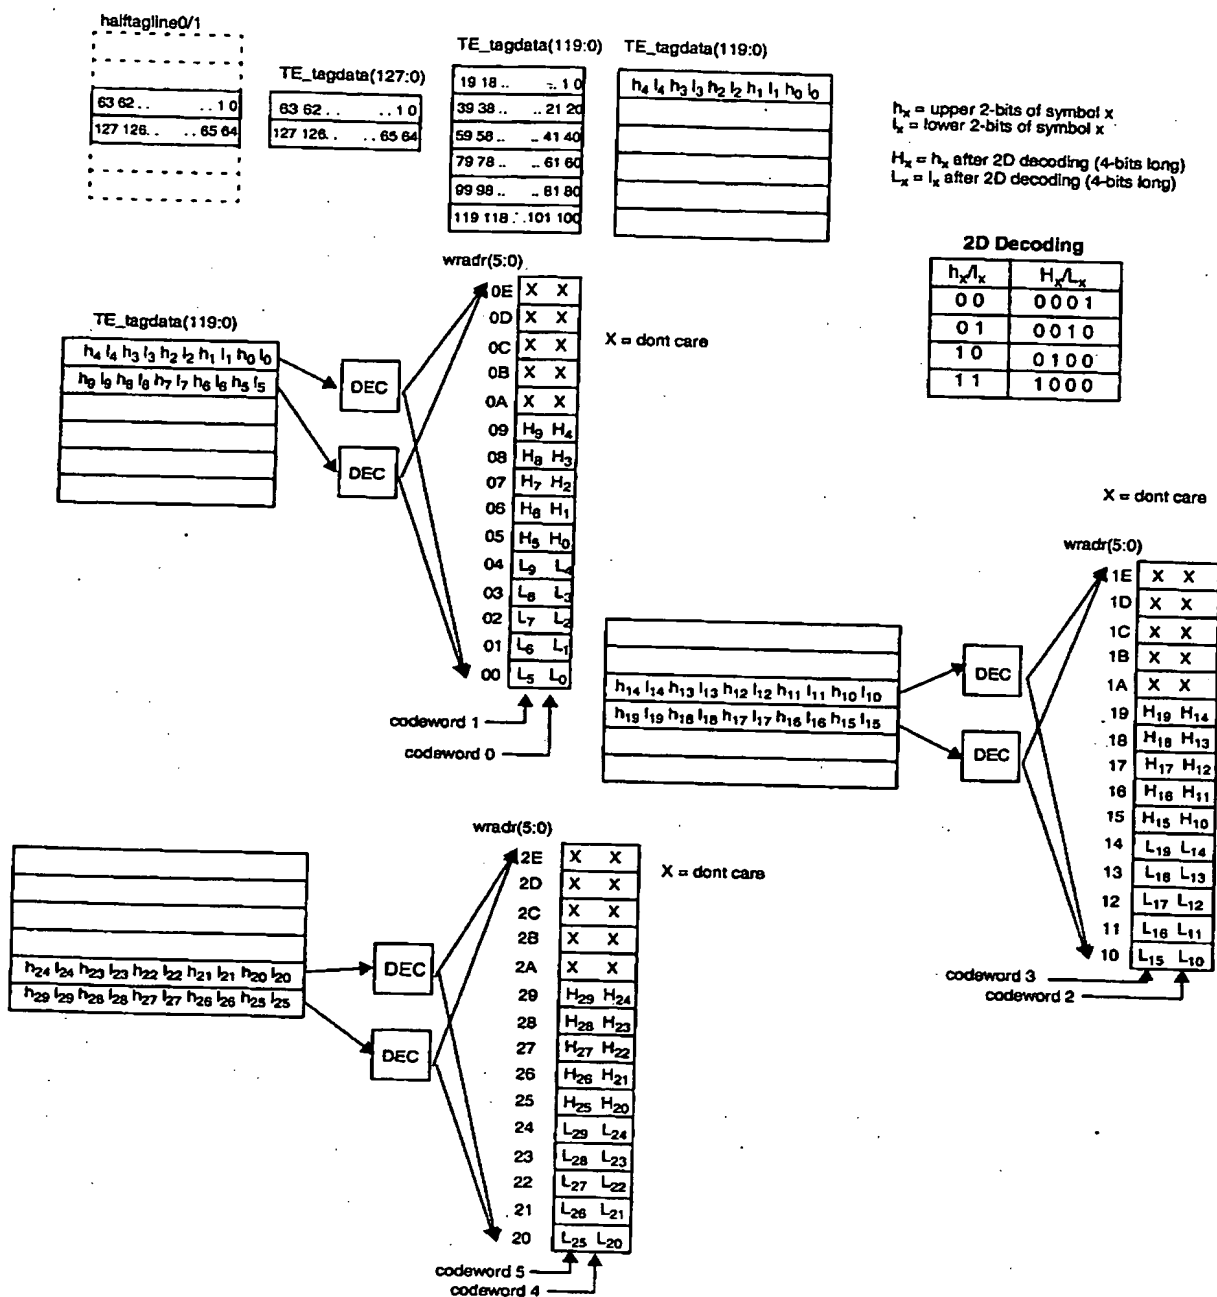 halftagline0/1
63 62 . . . . 1 0
127 126. . . . 65 64
TE_tagdata(127:0)
63 62 . . . . 1 0
127 126. . . . 65 64
TE_tagdata(119:0)
19 18 .. .. 1 0
39 38 .. .. 21 20
59 58 .. .. 41 40
79 78 .. .. 61 60
99 98 .. .. 81 80
119 118 . . 101 100
TE_tagdata(119:0)
h4 l4 h3 l3 h2 l2 h1 l1 h0 l0
hx = upper 2-bits of symbol x
lx = lower 2-bits of symbol x
Hx = hx after 2D decoding (4-bits long)
Lx = lx after 2D decoding (4-bits long)
2D Decoding
hx/lx Hx/Lx
0 0 0 0 0 1
0 1 0 0 1 0
1 0 0 1 0 0
1 1 1 0 0 0
TE_tagdata(119:0)
h4 l4 h3 l3 h2 l2 h1 l1 h0 l0
h9 l9 h8 l8 h7 l7 h6 l6 h5 l5
DEC
DEC
wradr(5:0)
0E X X
0D X X
0C X X
0B X X
0A X X
09 H9 H4
08 H8 H3
07 H7 H2
06 H6 H1
05 H5 H0
04 L9 L4
03 L8 L3
02 L7 L2
01 L6 L1
00 L5 L0
X = dont care
codeword 1
codeword 0
h14 l14 h13 l13 h12 l12 h11 l11 h10 l10
h19 l19 h18 l18 h17 l17 h16 l16 h15 l15
DEC
DEC
X = dont care
wradr(5:0)
1E X X
1D X X
1C X X
1B X X
1A X X
19 H19 H14
18 H18 H13
17 H17 H12
16 H16 H11
15 H15 H10
14 L19 L14
13 L18 L13
12 L17 L12
11 L16 L11
10 L15 L10
codeword 3
codeword 2
h24 l24 h23 l23 h22 l22 h21 l21 h20 l20
h29 l29 h28 l28 h27 l27 h26 l26 h25 l25
DEC
DEC
wradr(5:0)
2E X X
2D X X
2C X X
2B X X
2A X X
29 H29 H24
28 H28 H23
27 H27 H22
26 H26 H21
25 H25 H20
24 L29 L24
23 L28 L23
22 L27 L22
21 L26 L21
20 L25 L20
X = dont care
codeword 5
codeword 4